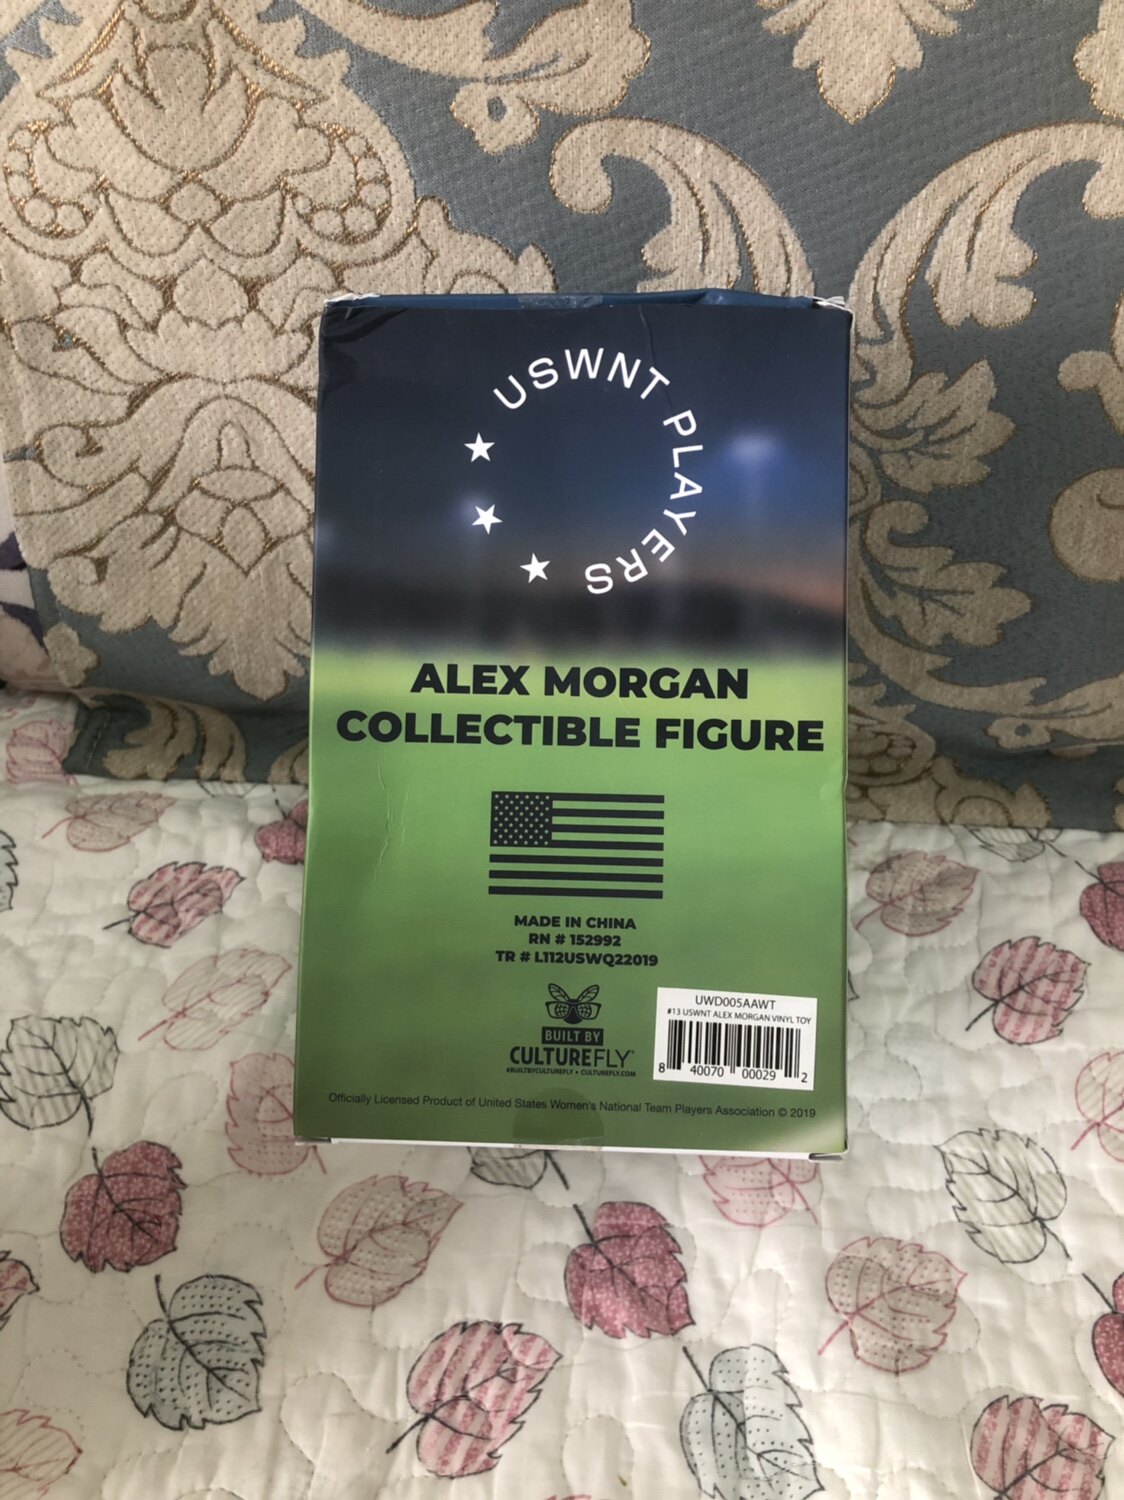 USWNT PLAYERS
ALEX MORGAN
COLLECTIBLE FIGURE
MADE IN CHINA
RN # 152992
TR # L112USWQ22019
BUILT BY
CULTUREFLY
#BUILTBYCULTUREFLY • CULTUREFLY.COM
UWD005AAWT
#13 USWNT ALEX MORGAN VINYL TOY
8 40070 00029 2
Officially Licensed Product of United States Women's National Team Players Association © 2019